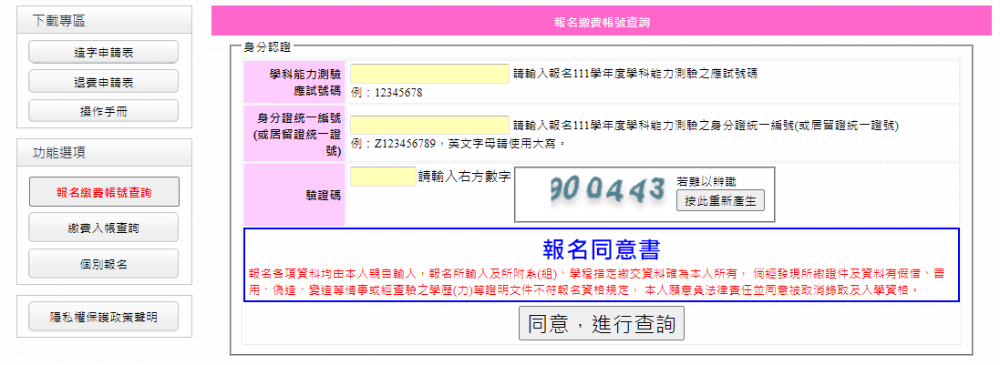 下載專區
造字申請表
退費申請表
操作手冊
功能選項
報名繳費帳號查詢
繳費入帳查詢
個別報名
隱私權保護政策聲明
報名繳費帳號查詢
身分認證
學科能力測驗
應試號碼
請輸入報名111學年度學科能力測驗之應試號碼
例：12345678
身分證統一編號
(或居留證統一證
號)
請輸入報名111學年度學科能力測驗之身分證統一編號(或居留證統一證號)
例：Z123456789，英文字母請使用大寫。
驗證碼
請輸入右方數字
900443
若難以辨識
按此重新產生
報名同意書
報名各項資料均由本人親自輸入，報名所輸入及所附系(組)、學程指定繳交資料確為本人所有， 倘經發現所繳證件及資料有假借、冒
用、偽造、變造等情事或經查驗之學歷(力)等證明文件不符報名資格規定， 本人願意負法律責任並同意被取消錄取及入學資格。
同意，進行查詢